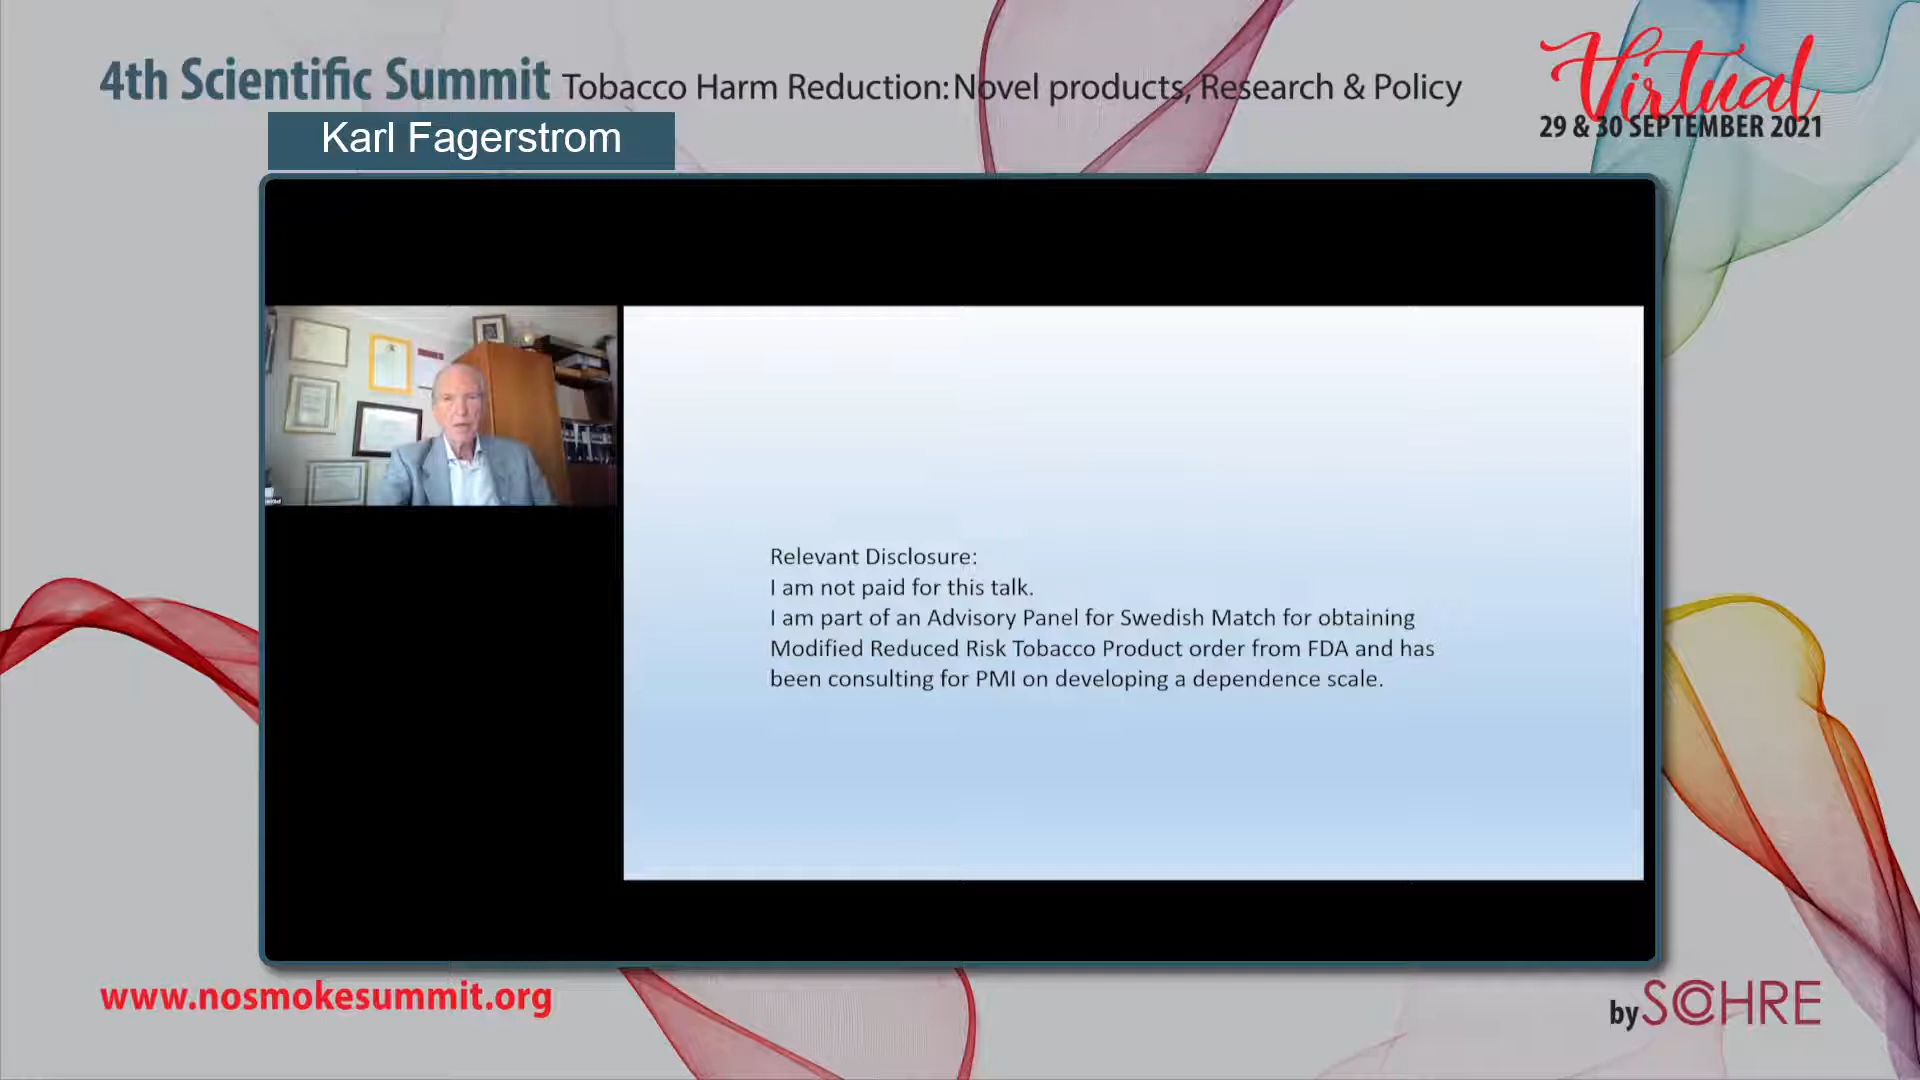 4th Scientific Summit Tobacco Harm Reduction: Novel products, Research & Policy
Virtual
29 & 30 SEPTEMBER 2021
Karl Fagerstrom
Relevant Disclosure:
I am not paid for this talk.
I am part of an Advisory Panel for Swedish Match for obtaining
Modified Reduced Risk Tobacco Product order from FDA and has
been consulting for PMI on developing a dependence scale.
www.nosmokesummit.org
by SCOHRE